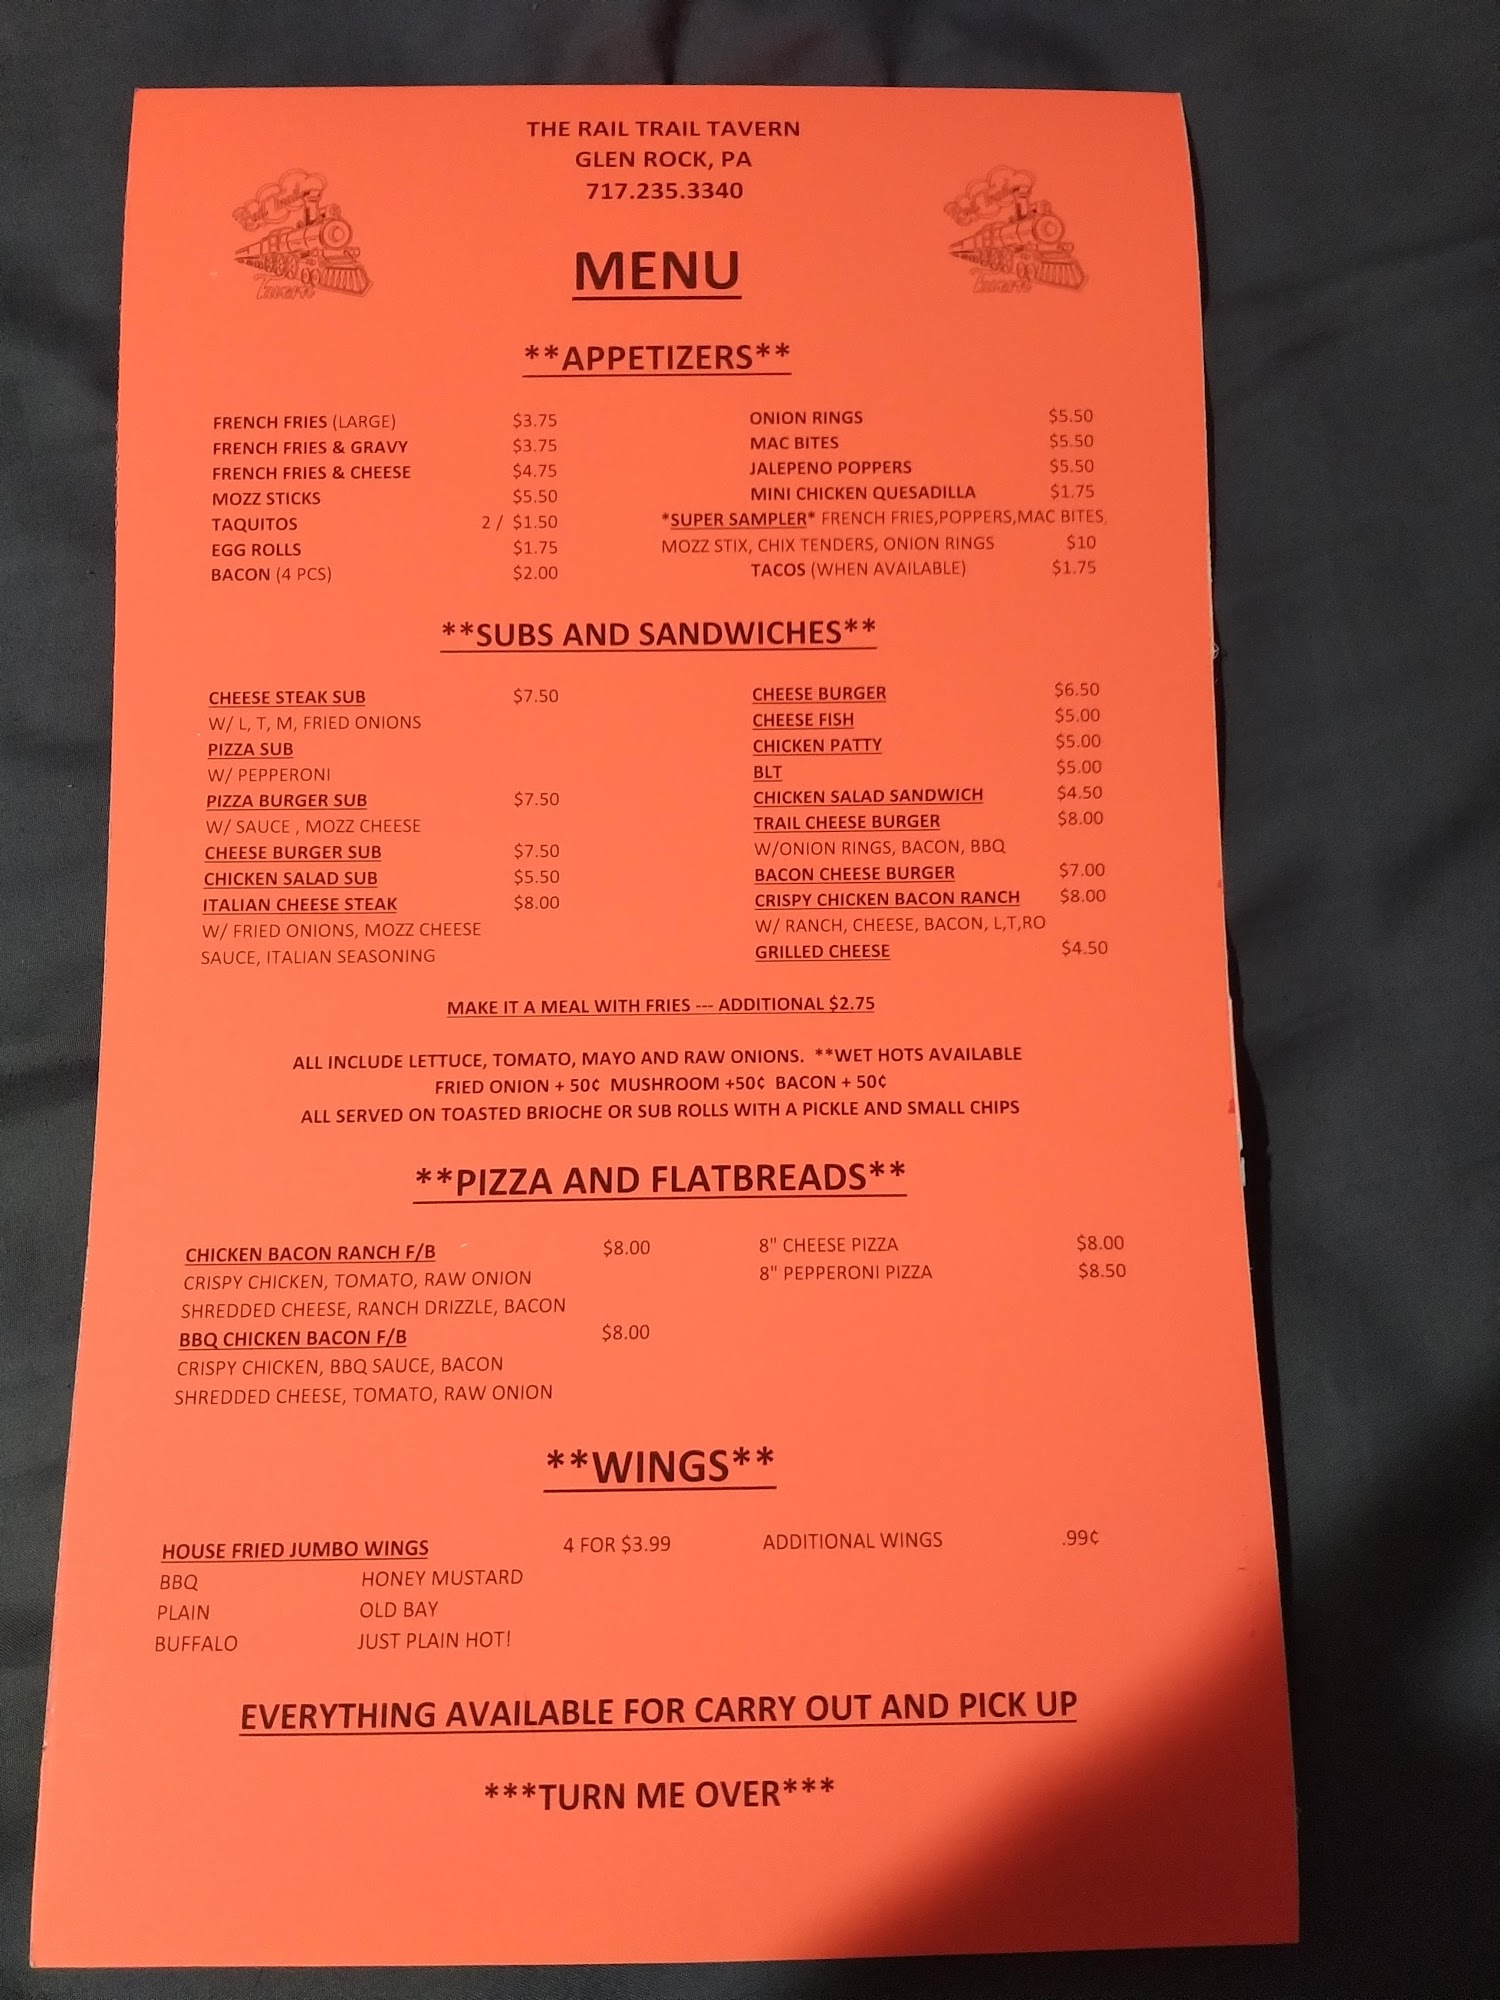 THE RAIL TRAIL TAVERN
GLEN ROCK, PA
717.235.3340
Rail Trail
Tavern
Rail Trail
Tavern
MENU
**APPETIZERS**
FRENCH FRIES (LARGE) $3.75
FRENCH FRIES & GRAVY $3.75
FRENCH FRIES & CHEESE $4.75
MOZZ STICKS $5.50
TAQUITOS 2 / $1.50
EGG ROLLS $1.75
BACON (4 PCS) $2.00
ONION RINGS $5.50
MAC BITES $5.50
JALEPENO POPPERS $5.50
MINI CHICKEN QUESADILLA $1.75
*SUPER SAMPLER* FRENCH FRIES,POPPERS,MAC BITES,
MOZZ STIX, CHIX TENDERS, ONION RINGS $10
TACOS (WHEN AVAILABLE) $1.75
**SUBS AND SANDWICHES**
CHEESE STEAK SUB $7.50
W/ L, T, M, FRIED ONIONS
PIZZA SUB
W/ PEPPERONI
PIZZA BURGER SUB $7.50
W/ SAUCE , MOZZ CHEESE
CHEESE BURGER SUB $7.50
CHICKEN SALAD SUB $5.50
ITALIAN CHEESE STEAK $8.00
W/ FRIED ONIONS, MOZZ CHEESE
SAUCE, ITALIAN SEASONING
CHEESE BURGER $6.50
CHEESE FISH $5.00
CHICKEN PATTY $5.00
BLT $5.00
CHICKEN SALAD SANDWICH $4.50
TRAIL CHEESE BURGER $8.00
W/ONION RINGS, BACON, BBQ
BACON CHEESE BURGER $7.00
CRISPY CHICKEN BACON RANCH $8.00
W/ RANCH, CHEESE, BACON, L,T,RO
GRILLED CHEESE $4.50
MAKE IT A MEAL WITH FRIES --- ADDITIONAL $2.75
ALL INCLUDE LETTUCE, TOMATO, MAYO AND RAW ONIONS. **WET HOTS AVAILABLE
FRIED ONION + 50¢ MUSHROOM +50¢ BACON + 50¢
ALL SERVED ON TOASTED BRIOCHE OR SUB ROLLS WITH A PICKLE AND SMALL CHIPS
**PIZZA AND FLATBREADS**
CHICKEN BACON RANCH F/B $8.00
CRISPY CHICKEN, TOMATO, RAW ONION
SHREDDED CHEESE, RANCH DRIZZLE, BACON
BBQ CHICKEN BACON F/B $8.00
CRISPY CHICKEN, BBQ SAUCE, BACON
SHREDDED CHEESE, TOMATO, RAW ONION
8" CHEESE PIZZA $8.00
8" PEPPERONI PIZZA $8.50
**WINGS**
HOUSE FRIED JUMBO WINGS 4 FOR $3.99 ADDITIONAL WINGS .99¢
BBQ HONEY MUSTARD
PLAIN OLD BAY
BUFFALO JUST PLAIN HOT!
EVERYTHING AVAILABLE FOR CARRY OUT AND PICK UP
***TURN ME OVER***